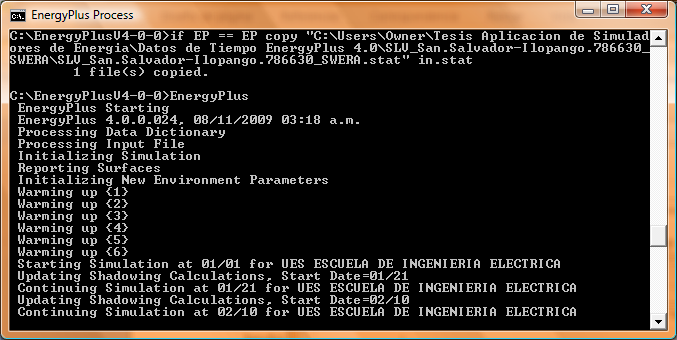 EnergyPlus Process
C:\EnergyPlusV4-0-0>if EP == EP copy "C:\Users\Owner\Tesis Aplicacion de Simulad
ores de Energia\Datos de Tiempo EnergyPlus 4.0\SLV_San.Salvador-Ilopango.786630_
SWERA\SLV_San.Salvador-Ilopango.786630_SWERA.stat" in.stat
1 file(s) copied.
C:\EnergyPlusV4-0-0>EnergyPlus
EnergyPlus Starting
EnergyPlus 4.0.0.024, 08/11/2009 03:18 a.m.
Processing Data Dictionary
Processing Input File
Initializing Simulation
Reporting Surfaces
Initializing New Environment Parameters
Warming up {1}
Warming up {2}
Warming up {3}
Warming up {4}
Warming up {5}
Warming up {6}
Starting Simulation at 01/01 for UES ESCUELA DE INGENIERIA ELECTRICA
Updating Shadowing Calculations, Start Date=01/21
Continuing Simulation at 01/21 for UES ESCUELA DE INGENIERIA ELECTRICA
Updating Shadowing Calculations, Start Date=02/10
Continuing Simulation at 02/10 for UES ESCUELA DE INGENIERIA ELECTRICA